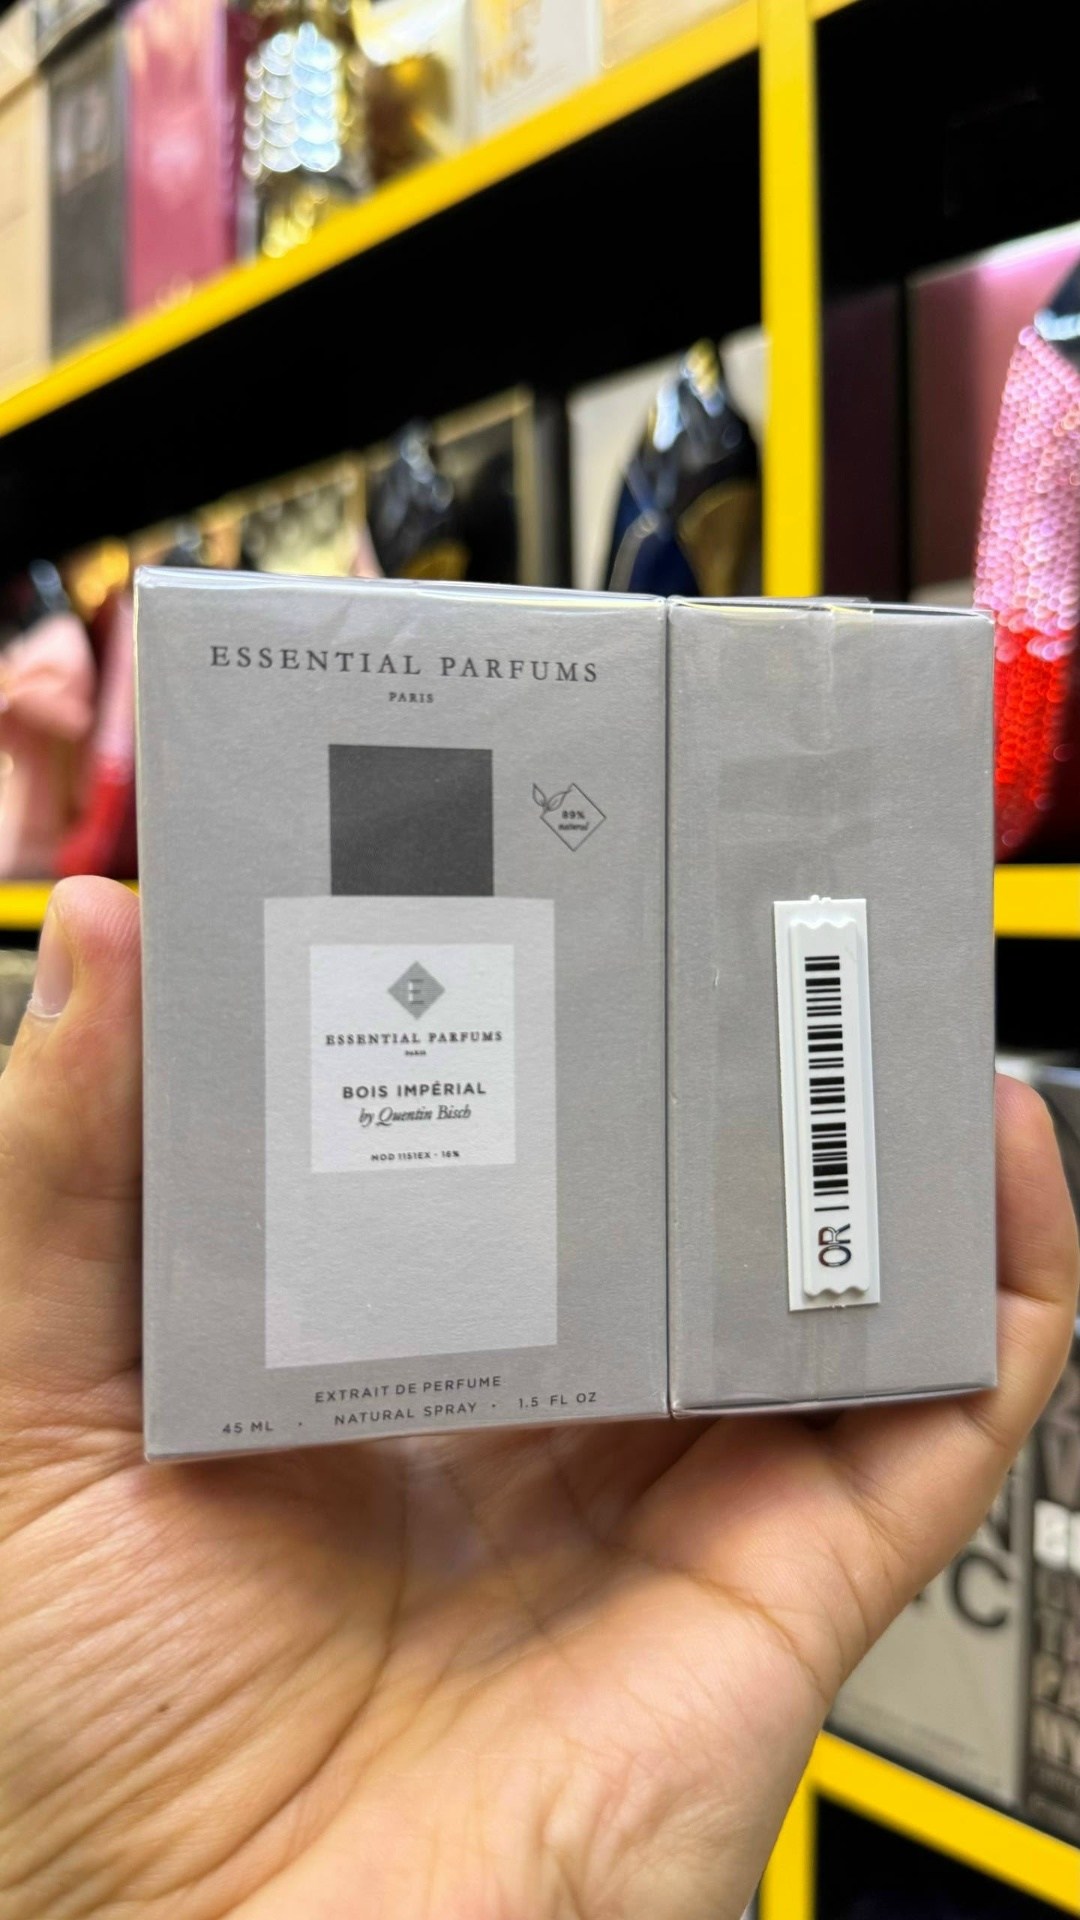 ESSENTIAL PARFUMS
PARIS
89%
natural
E
ESSENTIAL PARFUMS
PARIS
BOIS IMPÉRIAL
by Quentin Bisch
MOD 1151EX - 16%
EXTRAIT DE PERFUME
45 ML · NATURAL SPRAY · 1.5 FL OZ
OR